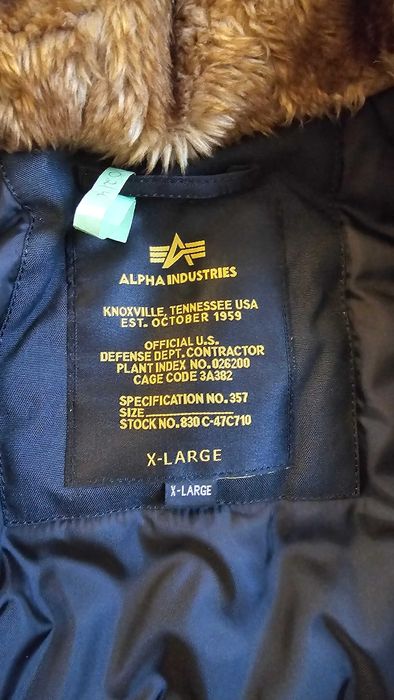 ALPHA INDUSTRIES
KNOXVILLE, TENNESSEE USA
EST. OCTOBER 1959
OFFICIAL U.S.
DEFENSE DEPT. CONTRACTOR
PLANT INDEX NO. 026200
CAGE CODE 3A382
SPECIFICATION NO. 357
SIZE
STOCK NO. 830 C-47C710
X-LARGE
X-LARGE